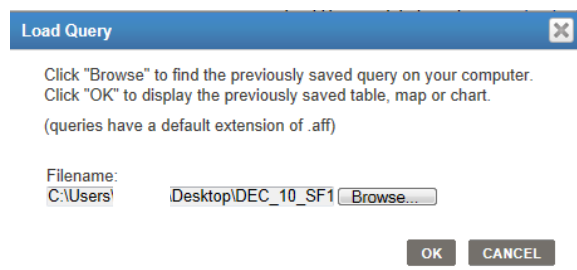 Load Query
Click "Browse" to find the previously saved query on your computer.
Click "OK" to display the previously saved table, map or chart.
(queries have a default extension of .aff)
Filename:
C:\Users\ \Desktop\DEC_10_SF1 Browse...
OK CANCEL